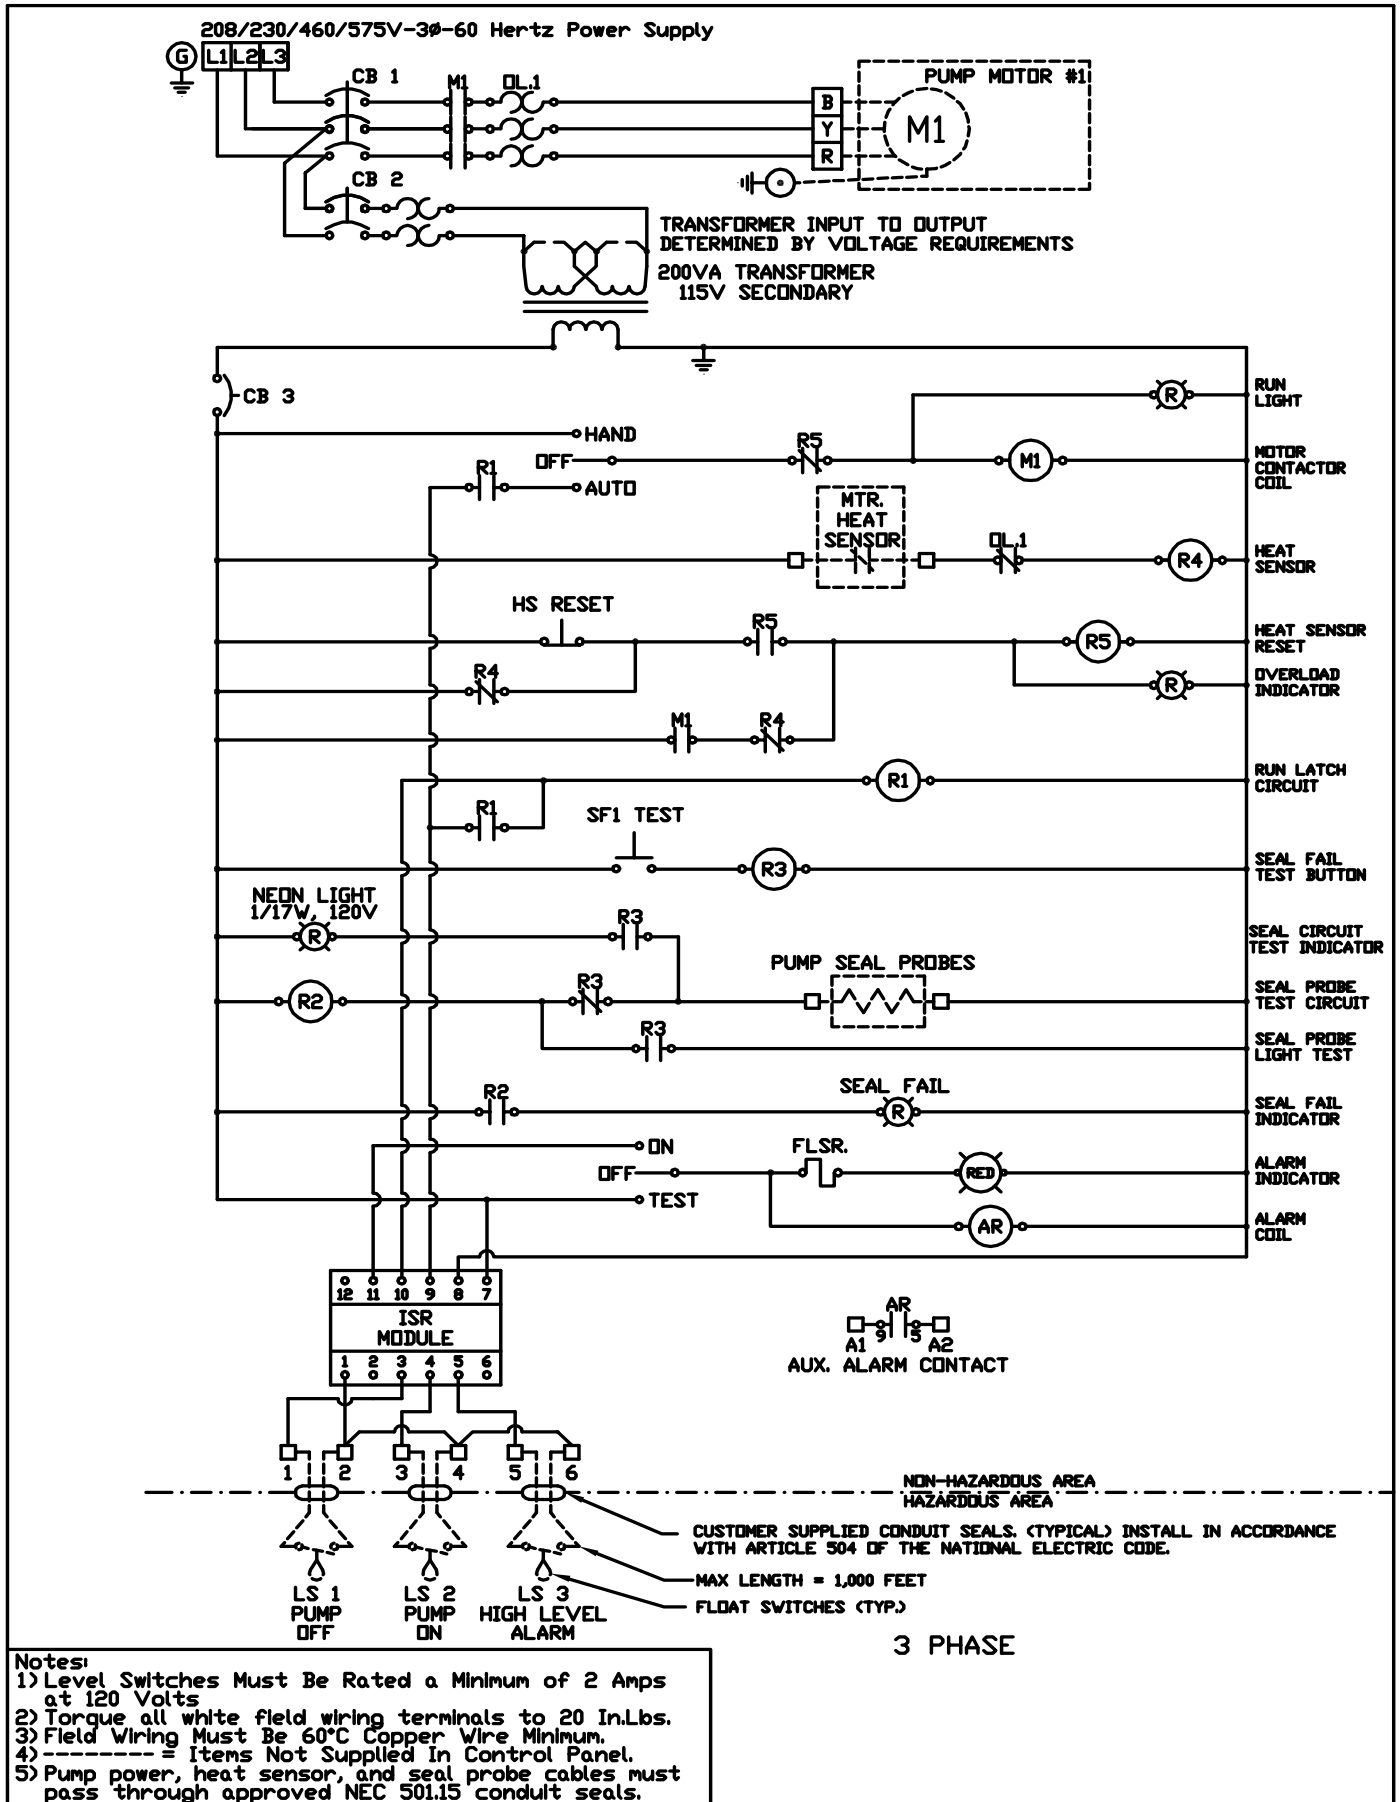 208/230/460/575V-3Ø-60 Hertz Power Supply
G L1 L2 L3
CB 1
M1
OL.1
PUMP MOTOR #1
B
Y
R
M1
CB 2
TRANSFORMER INPUT TO OUTPUT
DETERMINED BY VOLTAGE REQUIREMENTS
200VA TRANSFORMER
115V SECONDARY
CB 3
R
RUN
LIGHT
HAND
OFF
R5
M1
MOTOR
CONTACTOR
COIL
R1
AUTO
MTR.
HEAT
SENSOR
OL.1
R4
HEAT
SENSOR
HS RESET
R5
R5
HEAT SENSOR
RESET
R4
R
OVERLOAD
INDICATOR
M1
R4
R1
RUN LATCH
CIRCUIT
R1
SF1 TEST
R3
SEAL FAIL
TEST BUTTON
NEON LIGHT
1/17W, 120V
R
R3
SEAL CIRCUIT
TEST INDICATOR
PUMP SEAL PROBES
R2
R3
SEAL PROBE
TEST CIRCUIT
R3
SEAL PROBE
LIGHT TEST
R2
SEAL FAIL
R
SEAL FAIL
INDICATOR
ON
FLSR.
OFF
RED
ALARM
INDICATOR
TEST
AR
ALARM
COIL
12 11 10 9 8 7
ISR
MODULE
1 2 3 4 5 6
AR
A1 9 5 A2
AUX. ALARM CONTACT
1 2 3 4 5 6
NON-HAZARDOUS AREA
HAZARDOUS AREA
CUSTOMER SUPPLIED CONDUIT SEALS. (TYPICAL) INSTALL IN ACCORDANCE
WITH ARTICLE 504 OF THE NATIONAL ELECTRIC CODE.
MAX LENGTH = 1,000 FEET
FLOAT SWITCHES (TYP.)
LS 1
PUMP
OFF
LS 2
PUMP
ON
LS 3
HIGH LEVEL
ALARM
3 PHASE
Notes:
1) Level Switches Must Be Rated a Minimum of 2 Amps
at 120 Volts
2) Torque all white field wiring terminals to 20 In.Lbs.
3) Field Wiring Must Be 60°C Copper Wire Minimum.
4) -------- = Items Not Supplied In Control Panel.
5) Pump power, heat sensor, and seal probe cables must
pass through approved NEC 501.15 conduit seals.